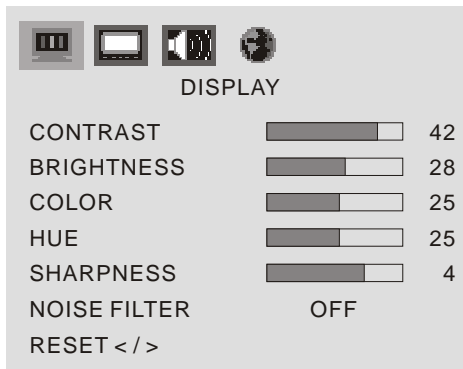 DISPLAY
CONTRAST 42
BRIGHTNESS 28
COLOR 25
HUE 25
SHARPNESS 4
NOISE FILTER OFF
RESET < / >